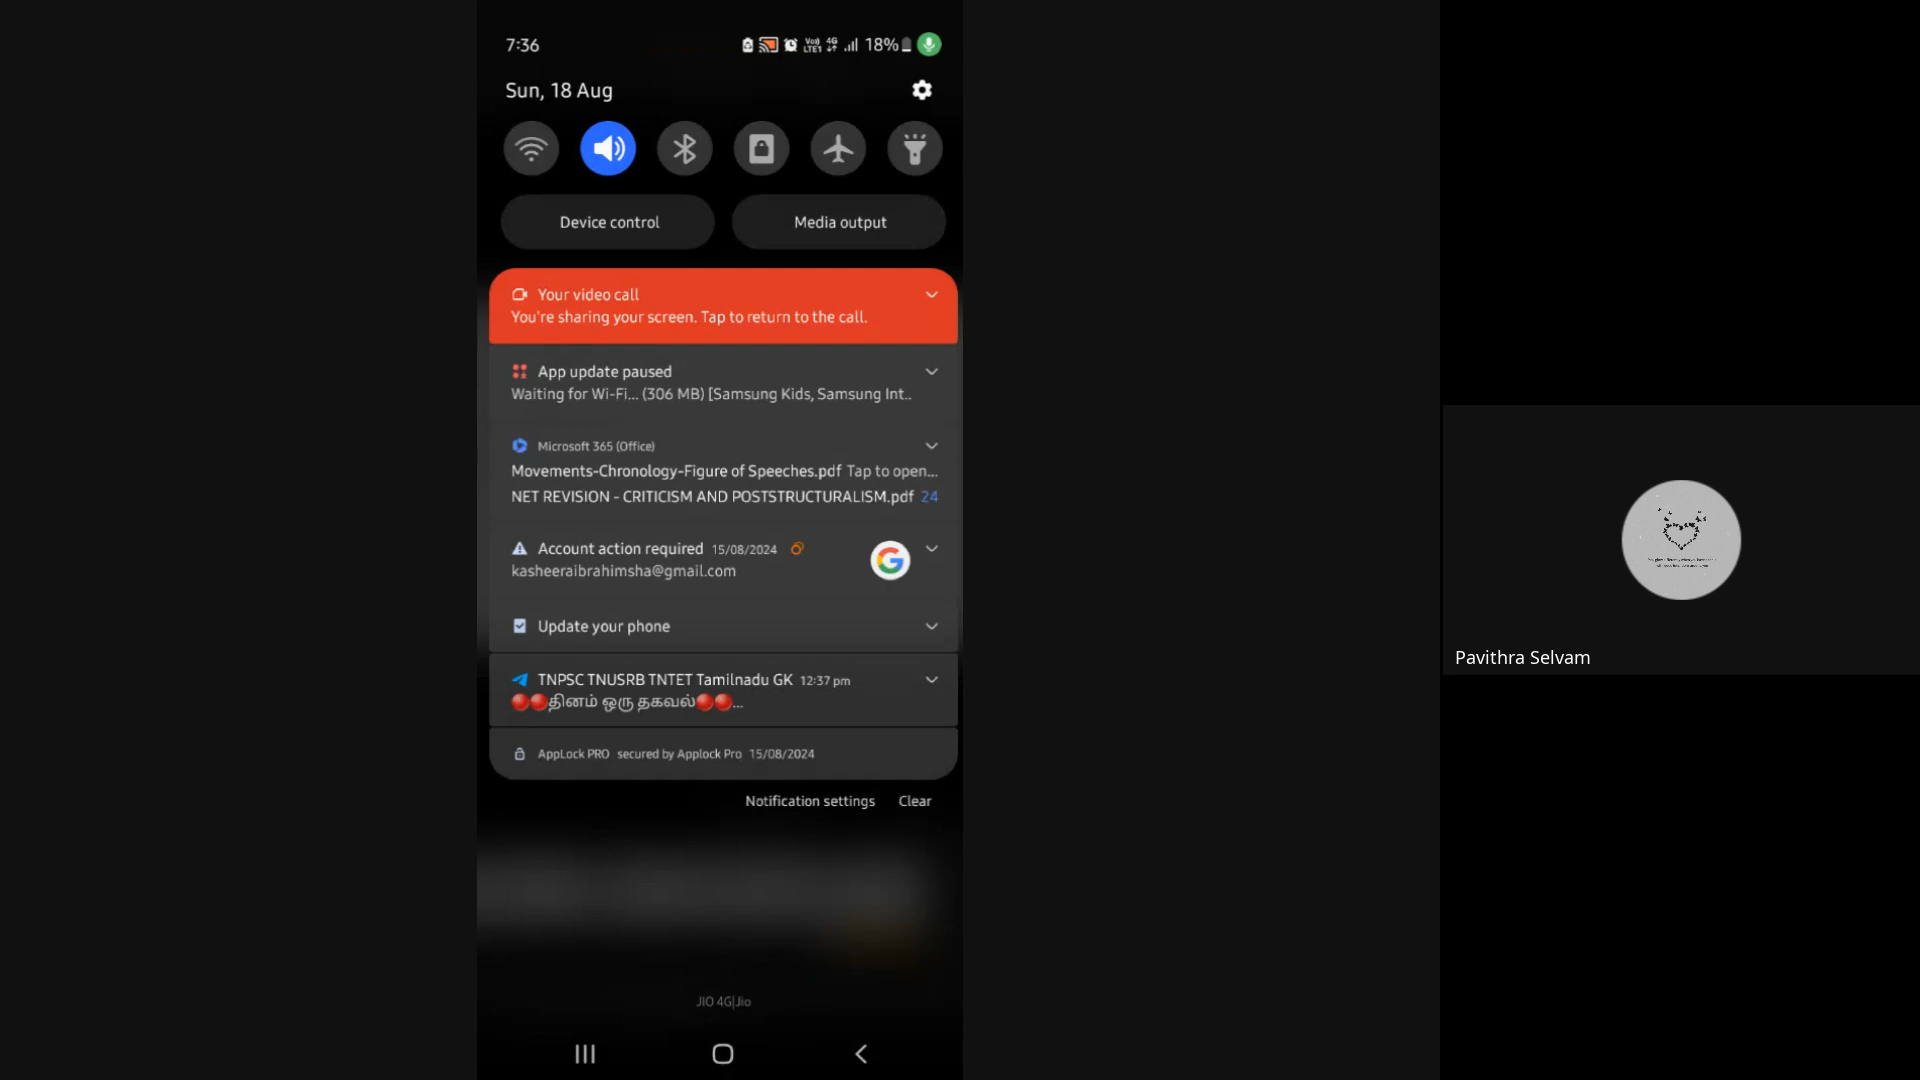 7:36
Vo)) LTE1 4G 18%
Sun, 18 Aug
Device control
Media output
Your video call
You're sharing your screen. Tap to return to the call.
App update paused
Waiting for Wi-Fi... (306 MB) [Samsung Kids, Samsung Int..
Microsoft 365 (Office)
Movements-Chronology-Figure of Speeches.pdf Tap to open...
NET REVISION - CRITICISM AND POSTSTRUCTURALISM.pdf 24
Account action required 15/08/2024
kasheeraibrahimsha@gmail.com
Update your phone
TNPSC TNUSRB TNTET Tamilnadu GK 12:37 pm
🔴🔴தினம் ஒரு தகவல்🔴🔴...
AppLock PRO secured by Applock Pro 15/08/2024
Notification settings
Clear
JIO 4G|Jio
Pavithra Selvam